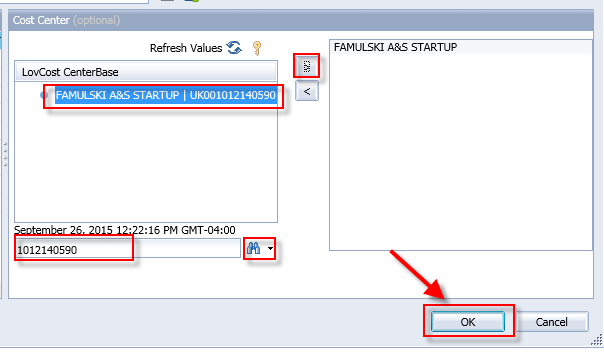 Cost Center (optional)
Refresh Values
LovCost CenterBase
FAMULSKI A&S STARTUP | UK001012140590
>
<
FAMULSKI A&S STARTUP
September 26, 2015 12:22:16 PM GMT-04:00
1012140590
OK
Cancel